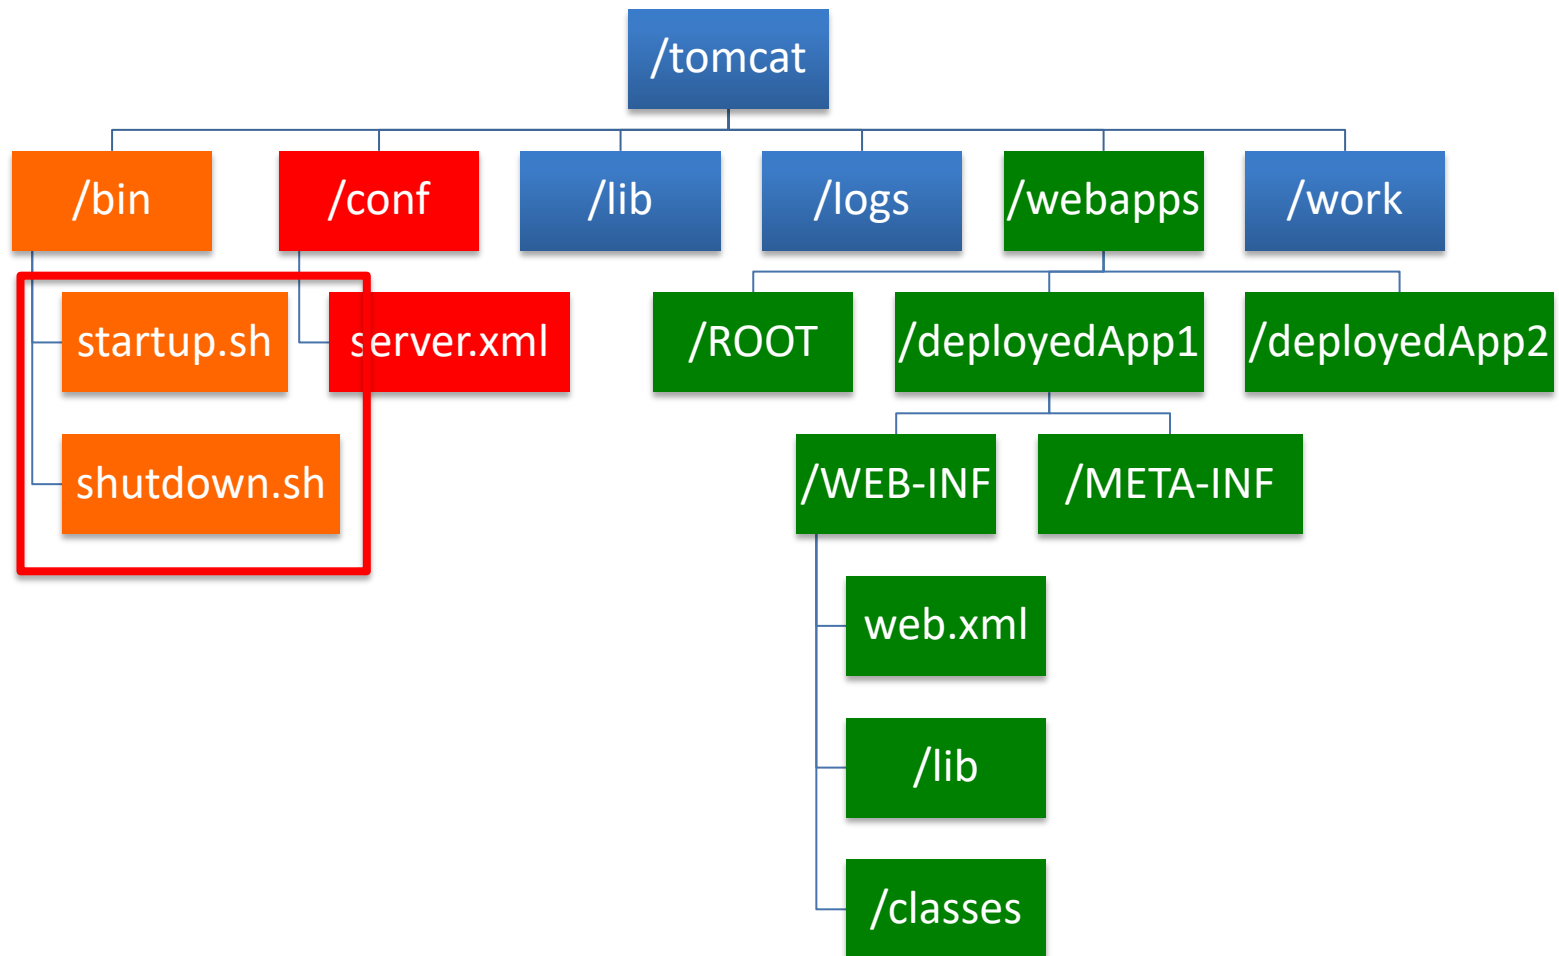 /tomcat
/bin
/conf
/lib
/logs
/webapps
/work
startup.sh
server.xml
/ROOT
/deployedApp1
/deployedApp2
shutdown.sh
/WEB-INF
/META-INF
web.xml
/lib
/classes